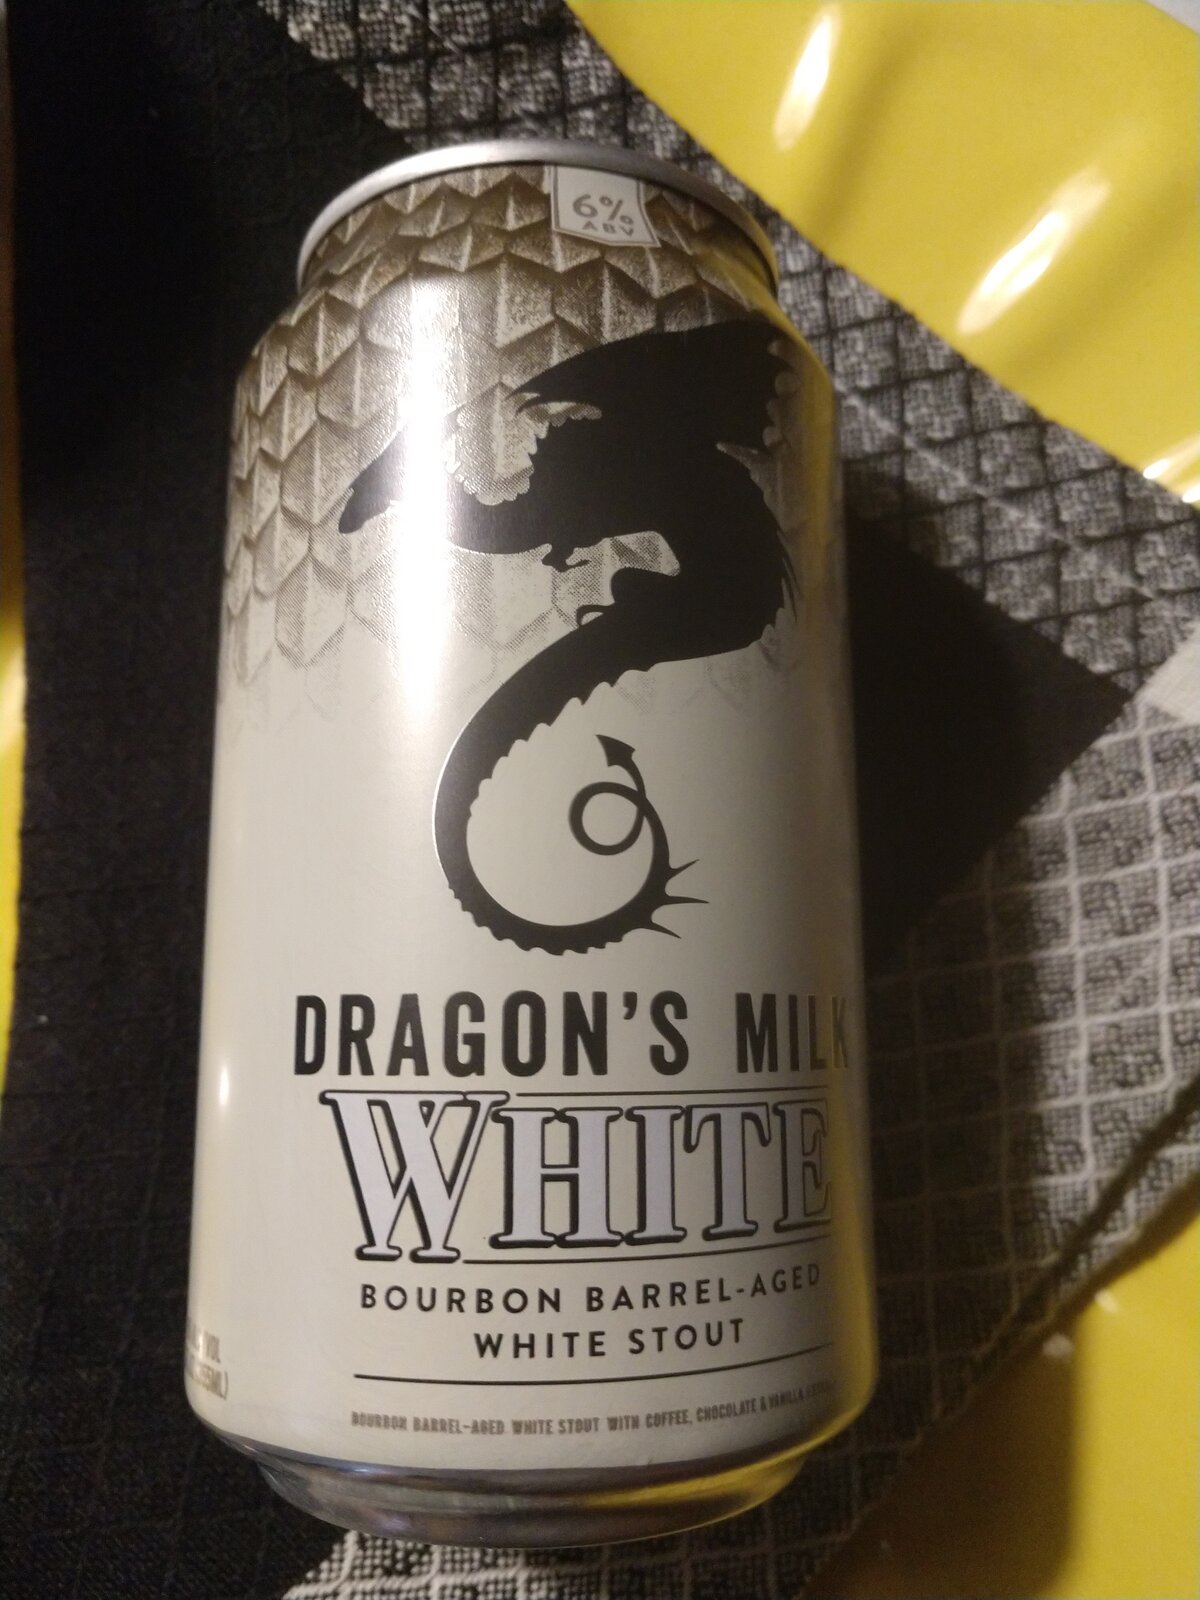 6%
ABV
DRAGON'S MILK
WHITE
BOURBON BARREL-AGED
WHITE STOUT
VOL
BOURBON BARREL-AGED WHITE STOUT WITH COFFEE, CHOCOLATE & VANILLA